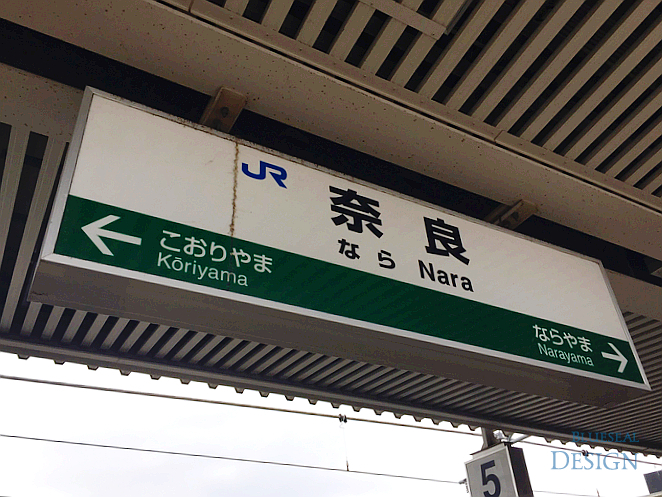 JR
奈良
なら Nara
← こおりやま
Kōriyama
ならやま →
Narayama
5
BLUESEAL
DESIGN